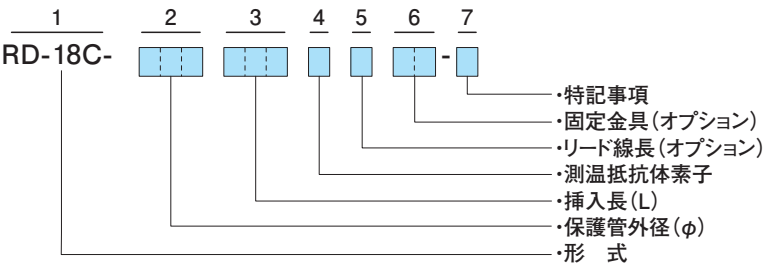 1 2 3 4 5 6 7
RD-18C- -
・特記事項
・固定金具(オプション)
・リード線長(オプション)
・測温抵抗体素子
・挿入長(L)
・保護管外径(φ)
・形　式